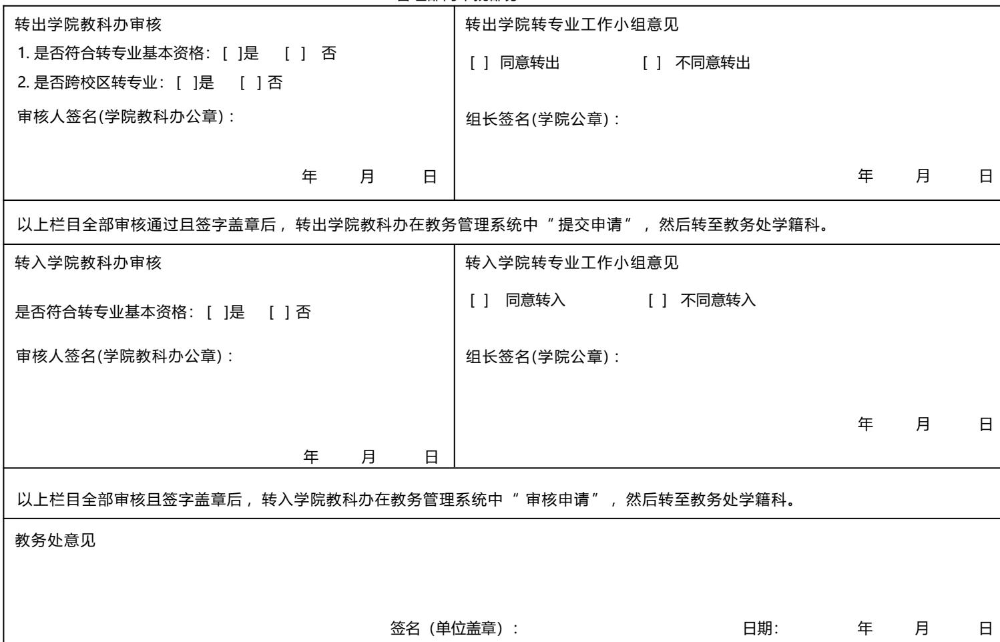 转出学院教科办审核
1. 是否符合转专业基本资格：[ ]是 [ ] 否
2. 是否跨校区转专业：[ ]是 [ ] 否
审核人签名(学院教科办公章)：
年 月 日
转出学院转专业工作小组意见
[ ] 同意转出 [ ] 不同意转出
组长签名(学院公章)：
年 月 日
以上栏目全部审核通过且签字盖章后，转出学院教科办在教务管理系统中“提交申请”，然后转至教务处学籍科。
转入学院教科办审核
是否符合转专业基本资格：[ ]是 [ ] 否
审核人签名(学院教科办公章)：
年 月 日
转入学院转专业工作小组意见
[ ] 同意转入 [ ] 不同意转入
组长签名(学院公章)：
年 月 日
以上栏目全部审核且签字盖章后，转入学院教科办在教务管理系统中“审核申请”，然后转至教务处学籍科。
教务处意见
签名（单位盖章）： 日期： 年 月 日